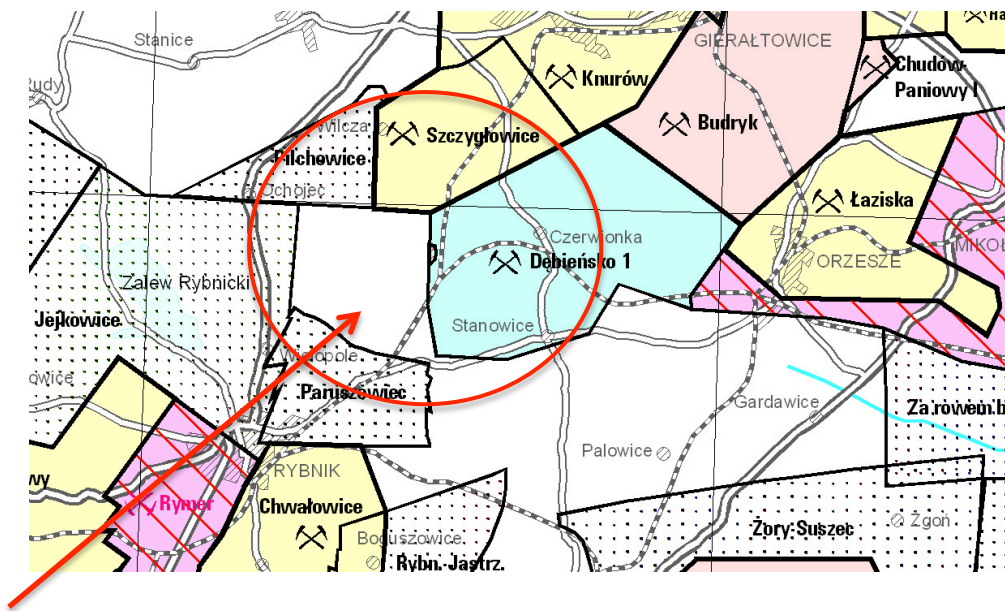 Stanice
GIERAŁTOWICE
Knurów
Chudów-
Paniowy I
Wilcza
Szczygłowice
Budryk
Pilchowice
Ochojec
Łaziska
Czerwionka
Dębieńsko 1
ORZESZE
Zalew Rybnicki
Jejkowice
Stanowice
Wielopole
Paruszowiec
Gardawice
Za rowem b
Palowice
RYBNIK
Rymer
Chwałowice
Żory-Suszec
Zgoń
Boguszowice
Rybn.-Jastrz.